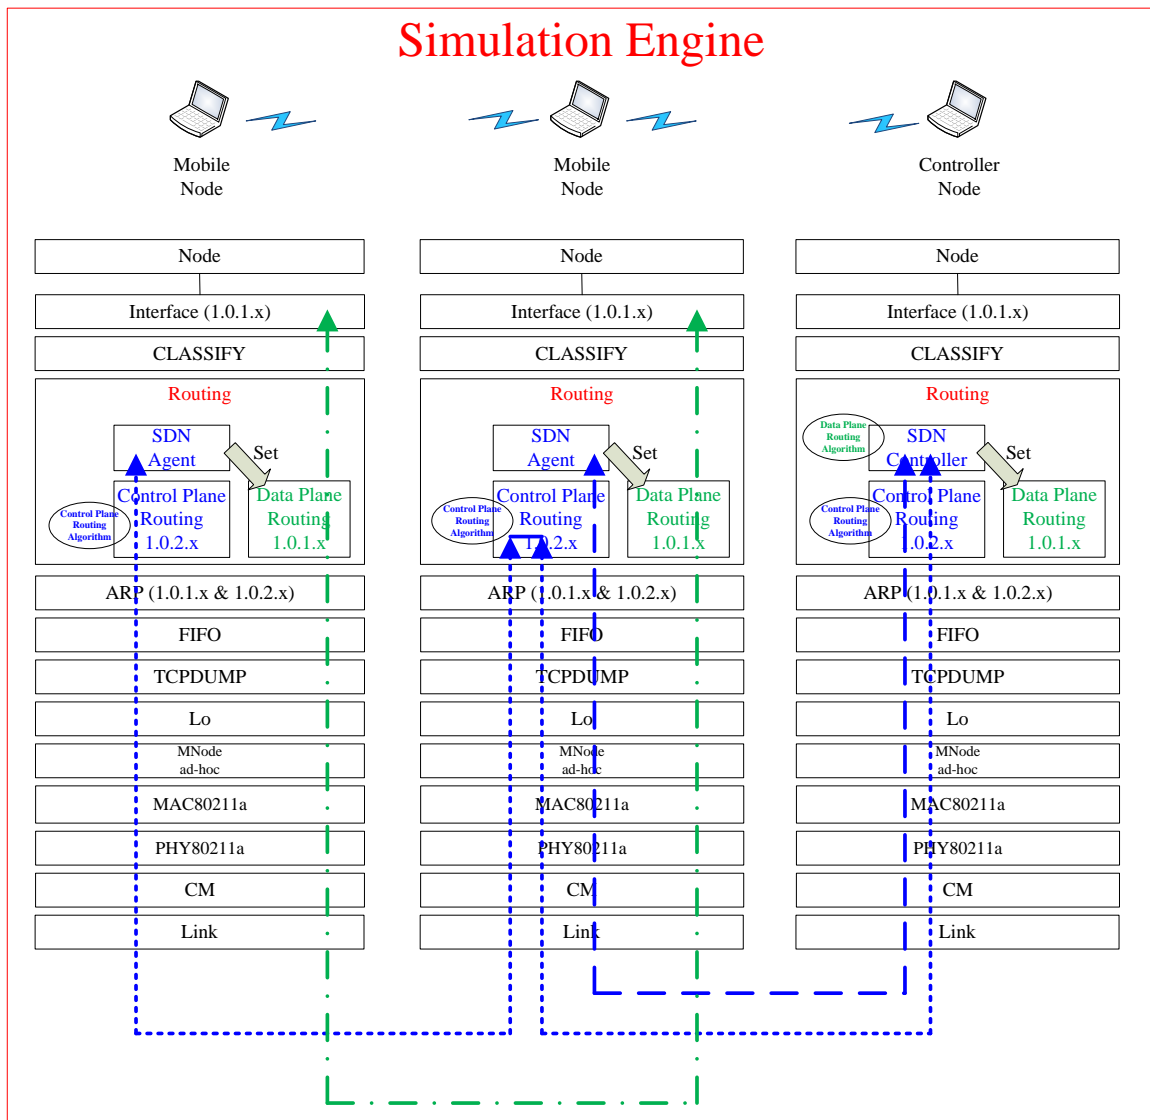 Simulation Engine
Mobile
Node
Mobile
Node
Controller
Node
Node
Node
Node
Interface (1.0.1.x)
Interface (1.0.1.x)
Interface (1.0.1.x)
CLASSIFY
CLASSIFY
CLASSIFY
Routing
SDN
Agent
Set
Control Plane
Routing
Algorithm
Control Plane
Routing
1.0.2.x
Data Plane
Routing
1.0.1.x
Routing
SDN
Agent
Set
Control Plane
Routing
Algorithm
Control Plane
Routing
1.0.2.x
Data Plane
Routing
1.0.1.x
Routing
Data Plane
Routing
Algorithm
SDN
Controller
Set
Control Plane
Routing
Algorithm
Control Plane
Routing
1.0.2.x
Data Plane
Routing
1.0.1.x
ARP (1.0.1.x & 1.0.2.x)
ARP (1.0.1.x & 1.0.2.x)
ARP (1.0.1.x & 1.0.2.x)
FIFO
FIFO
FIFO
TCPDUMP
TCPDUMP
TCPDUMP
Lo
Lo
Lo
MNode
ad-hoc
MNode
ad-hoc
MNode
ad-hoc
MAC80211a
MAC80211a
MAC80211a
PHY80211a
PHY80211a
PHY80211a
CM
CM
CM
Link
Link
Link